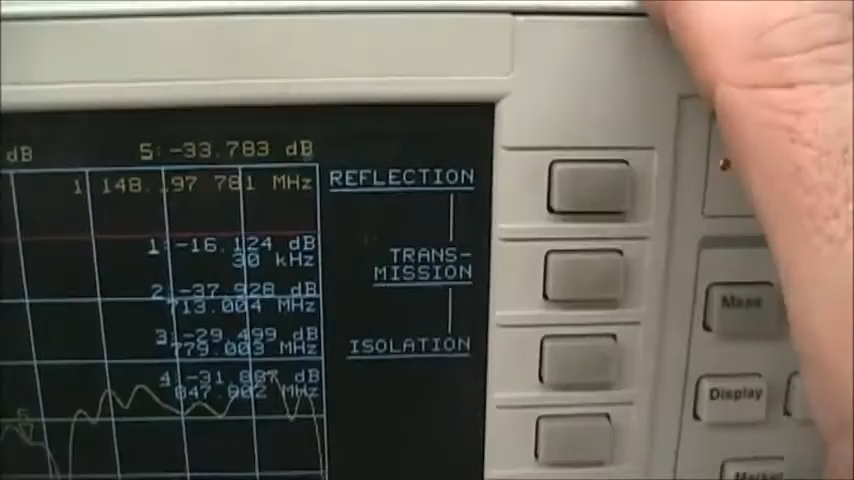 dB
5:-33.783 dB
1 148.197 781 MHz
1:-16.124 dB
30 kHz
2:-37.928 dB
713.004 MHz
3:-29.499 dB
779.003 MHz
4:-31.887 dB
847.002 MHz
REFLECTION
TRANS-
MISSION
ISOLATION
Meas
Display
Marker